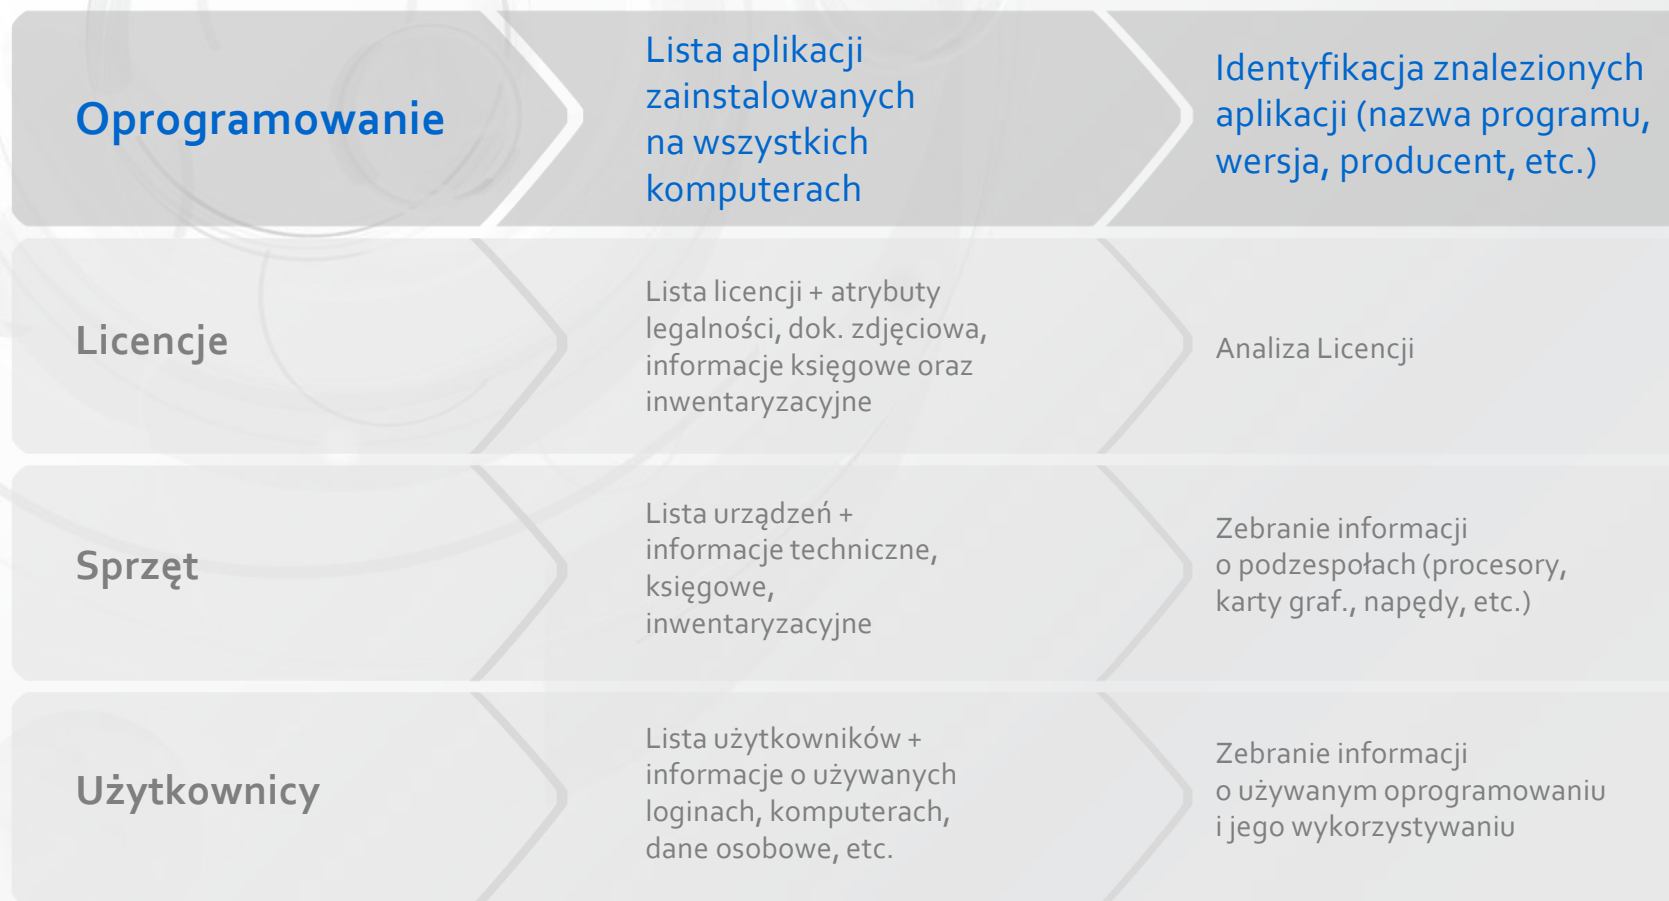 Oprogramowanie
Lista aplikacji
zainstalowanych
na wszystkich
komputerach
Identyfikacja znalezionych
aplikacji (nazwa programu,
wersja, producent, etc.)
Licencje
Lista licencji + atrybuty
legalności, dok. zdjęciowa,
informacje księgowe oraz
inwentaryzacyjne
Analiza Licencji
Sprzęt
Lista urządzeń +
informacje techniczne,
księgowe,
inwentaryzacyjne
Zebranie informacji
o podzespołach (procesory,
karty graf., napędy, etc.)
Użytkownicy
Lista użytkowników +
informacje o używanych
loginach, komputerach,
dane osobowe, etc.
Zebranie informacji
o używanym oprogramowaniu
i jego wykorzystywaniu